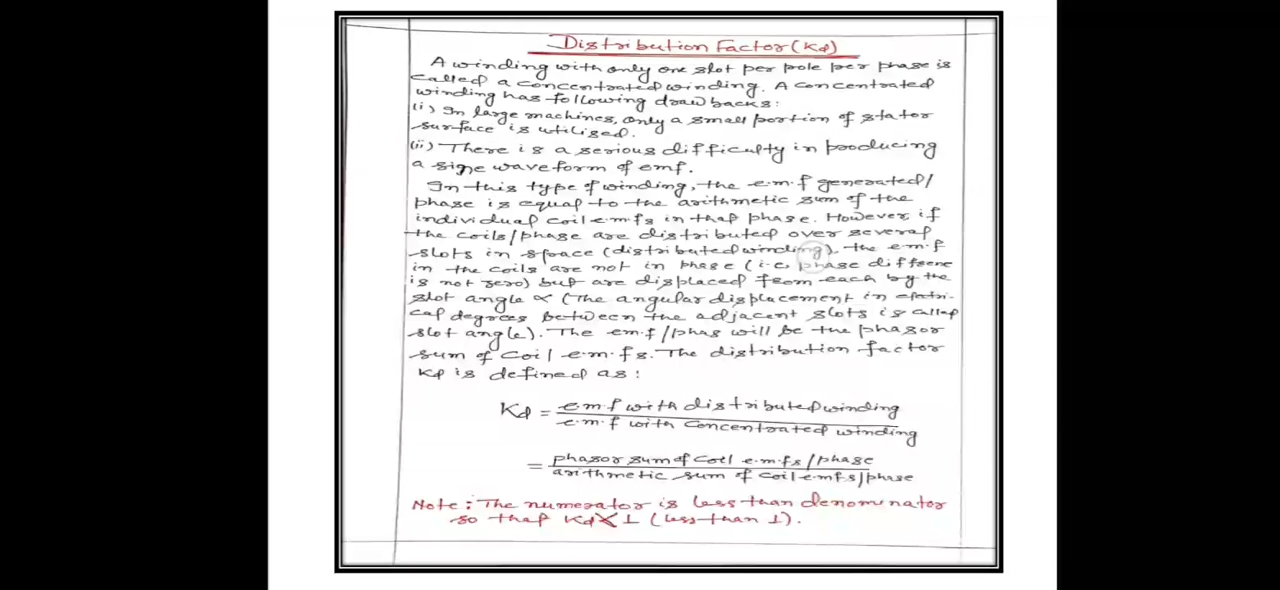 Distribution Factor (Kd)
A winding with only one slot per pole per phase is
called a concentrated winding. A concentrated
winding has following drawbacks:
(i) In large machines, only a small portion of stator
surface is utilised.
(ii) There is a serious difficulty in producing
a sine waveform of emf.
In this type of winding, the e.m.f generated/
phase is equal to the arithmetic sum of the
individual coil e.m.fs in that phase. However if
the coils/phase are distributed over several
slots in space (distributed winding), the e.m.f
in the coils are not in phase (i.e. phase diffrence
is not zero) but are displaced from each by the
slot angle ∝ (The angular displacement in electri-
cal degrees between the adjacent slots is called
slot angle). The em.f/phas will be the phasor
sum of coil e.m.fs. The distribution factor
Kd is defined as:
Kd = e.m.f with distributed winding
e.m.f with concentrated winding
= phasor sum of coil e.m.fs/phase
arithmetic sum of coil emfs/phase
Note: The numerator is less than denominator
so that Kd < 1 (less than 1).